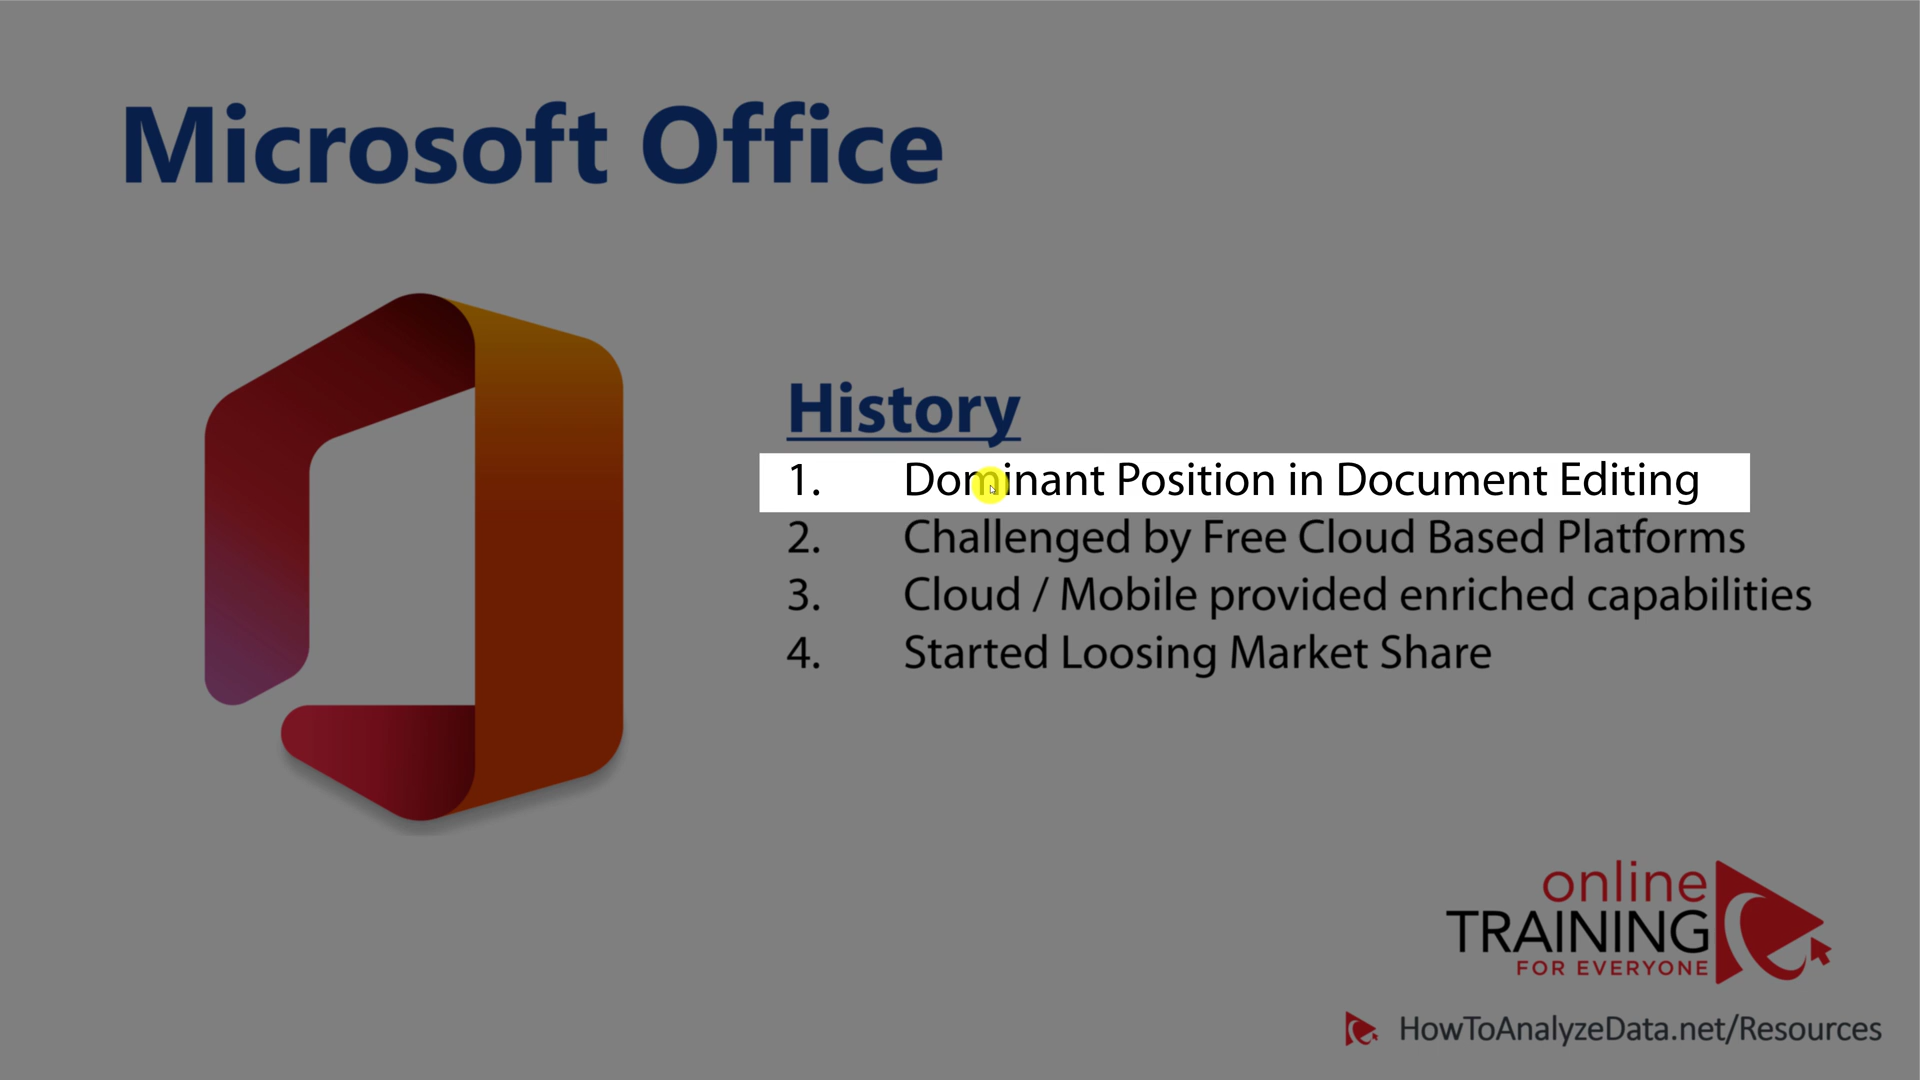 Microsoft Office
History
1. Dominant Position in Document Editing
2. Challenged by Free Cloud Based Platforms
3. Cloud / Mobile provided enriched capabilities
4. Started Loosing Market Share
online
TRAINING
FOR EVERYONE
HowToAnalyzeData.net/Resources